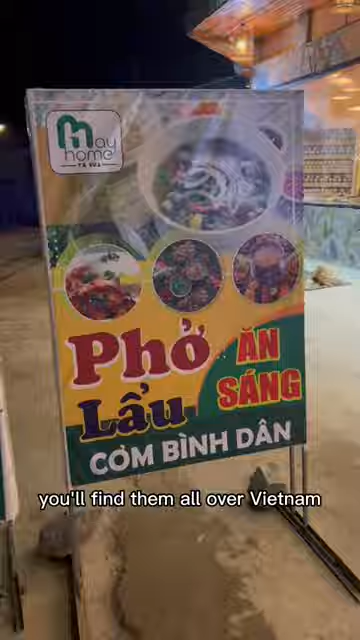 May
home
TÀ XÙA
Phở
Lẩu
ĂN
SÁNG
CƠM BÌNH DÂN
you'll find them all over Vietnam